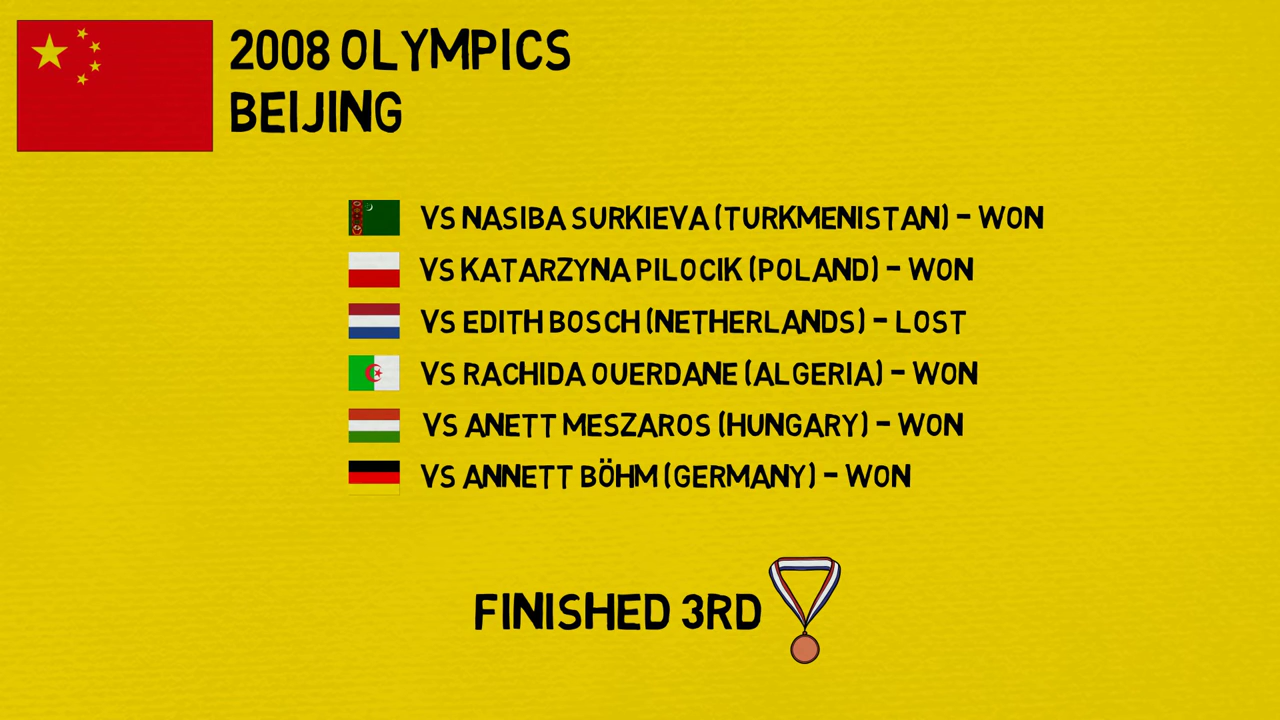 2008 OLYMPICS
BEIJING
VS NASIBA SURKIEVA (TURKMENISTAN) - WON
VS KATARZYNA PILOCIK (POLAND) - WON
VS EDITH BOSCH (NETHERLANDS) - LOST
VS RACHIDA OUERDANE (ALGERIA) - WON
VS ANETT MESZAROS (HUNGARY) - WON
VS ANNETT BÖHM (GERMANY) - WON
FINISHED 3RD